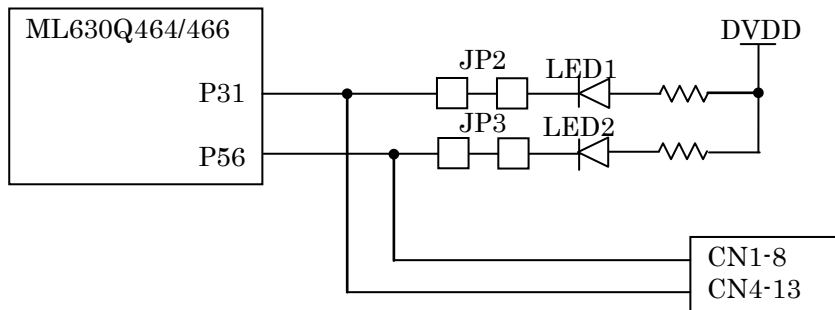 ML630Q464/466
DVDD
JP2
LED1
P31
JP3
LED2
P56
CN1-8
CN4-13